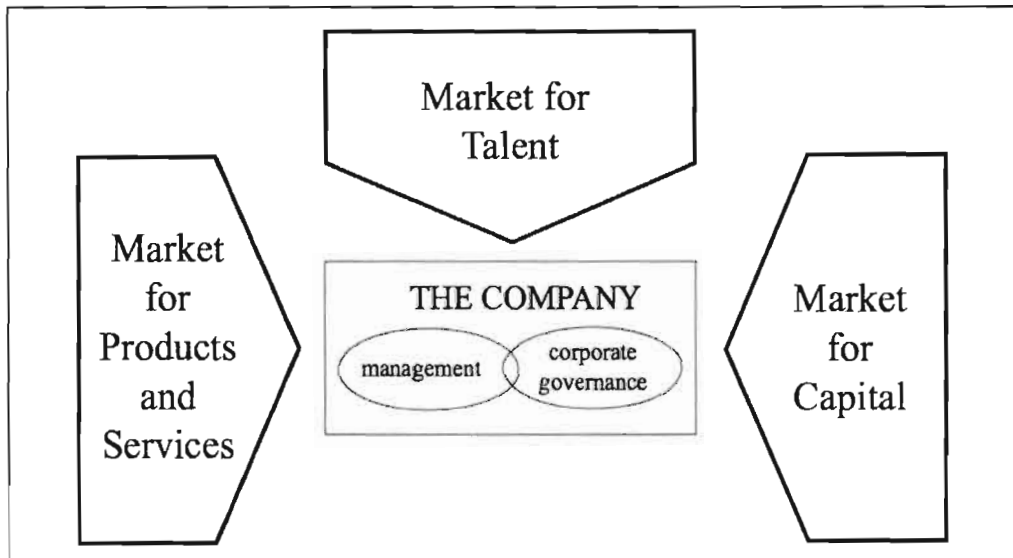 Market for
Talent
Market
for
Products
and
Services
THE COMPANY
management
corporate
governance
Market
for
Capital